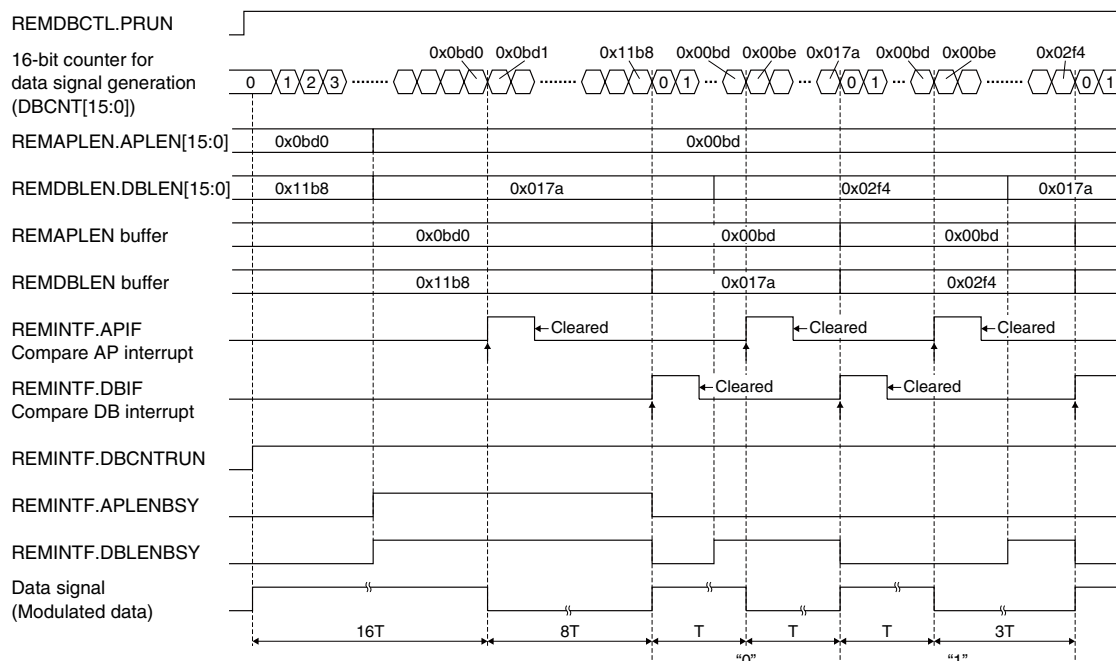 REMDBCTL.PRUN
16-bit counter for
data signal generation
(DBCNT[15:0])
0x0bd0 0x0bd1 0x11b8 0x00bd 0x00be 0x017a 0x00bd 0x00be 0x02f4
0 1 2 3 0 1 0 1 0 1
REMAPLEN.APLEN[15:0] 0x0bd0 0x00bd
REMDBLEN.DBLEN[15:0] 0x11b8 0x017a 0x02f4 0x017a
REMAPLEN buffer 0x0bd0 0x00bd 0x00bd
REMDBLEN buffer 0x11b8 0x017a 0x02f4
REMINTF.APIF
Compare AP interrupt
Cleared Cleared Cleared
REMINTF.DBIF
Compare DB interrupt
Cleared Cleared
REMINTF.DBCNTRUN
REMINTF.APLENBSY
REMINTF.DBLENBSY
Data signal
(Modulated data)
16T 8T T T T 3T
"0" "1"